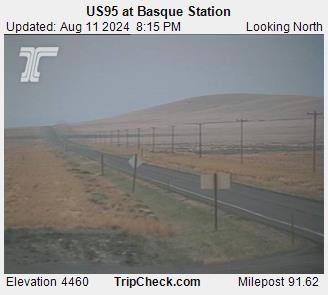 US95 at Basque Station
Updated: Aug 11 2024 8:15 PM Looking North
Elevation 4460 TripCheck.com Milepost 91.62